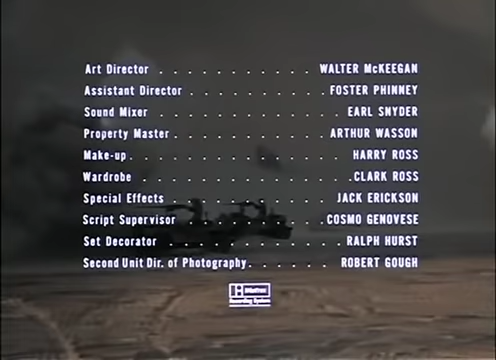 Art Director . . . . . . . . . . . WALTER McKEEGAN
Assistant Director . . . . . . . . . . FOSTER PHINNEY
Sound Mixer . . . . . . . . . . . . . EARL SNYDER
Property Master . . . . . . . . . . . ARTHUR WASSON
Make-up . . . . . . . . . . . . . . . HARRY ROSS
Wardrobe . . . . . . . . . . . . . . CLARK ROSS
Special Effects . . . . . . . . . . . JACK ERICKSON
Script Supervisor . . . . . . . . . . COSMO GENOVESE
Set Decorator . . . . . . . . . . . . RALPH HURST
Second Unit Dir. of Photography . . . . . . ROBERT GOUGH
Recording System